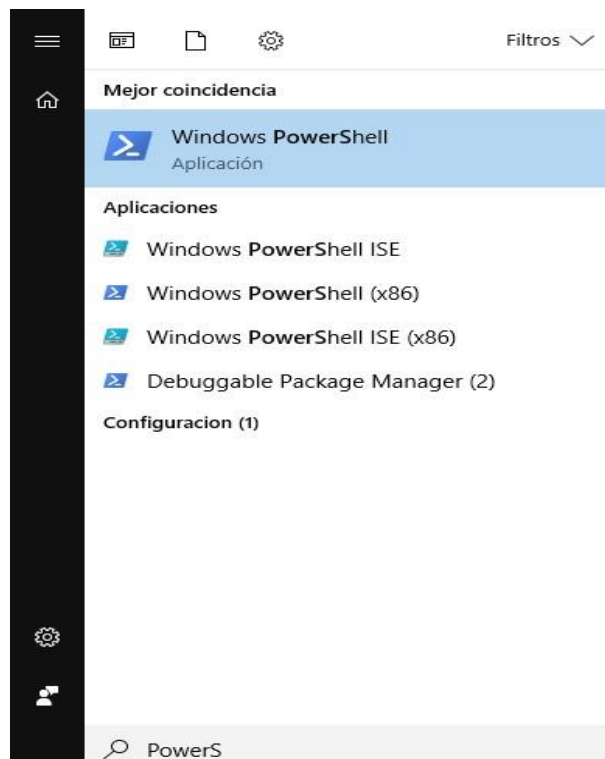 Filtros
Mejor coincidencia
Windows PowerShell
Aplicación
Aplicaciones
Windows PowerShell ISE
Windows PowerShell (x86)
Windows PowerShell ISE (x86)
Debuggable Package Manager (2)
Configuracion (1)
PowerS